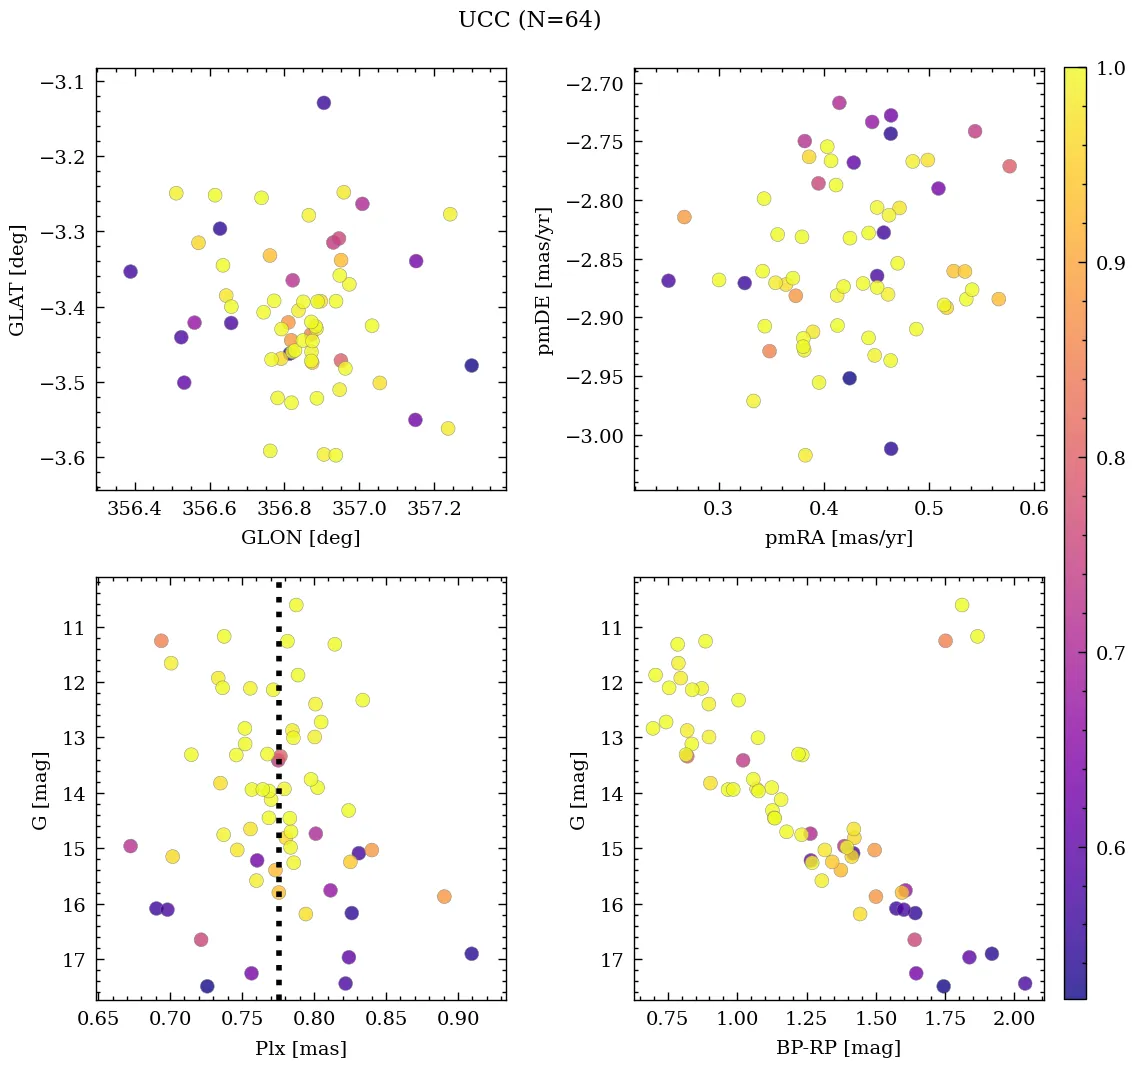 UCC (N=64)
−3.1
−3.2
−3.3
−3.4
−3.5
−3.6
GLAT [deg]
356.4 356.6 356.8 357.0 357.2
GLON [deg]
−2.70
−2.75
−2.80
−2.85
−2.90
−2.95
−3.00
pmDE [mas/yr]
0.3 0.4 0.5 0.6
pmRA [mas/yr]
1.0
0.9
0.8
0.7
0.6
11
12
13
14
15
16
17
G [mag]
0.65 0.70 0.75 0.80 0.85 0.90
Plx [mas]
11
12
13
14
15
16
17
G [mag]
0.75 1.00 1.25 1.50 1.75 2.00
BP-RP [mag]